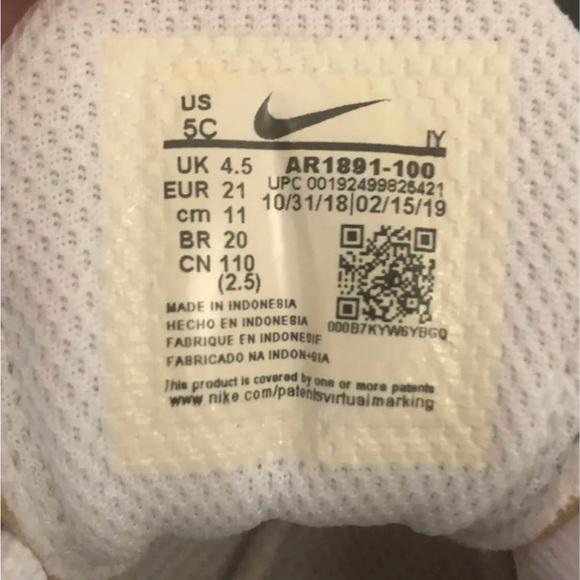 US
5C
IY
UK 4.5
AR1891-100
EUR 21
UPC 00192499825421
cm 11
10/31/18|02/15/19
BR 20
CN 110
(2.5)
000B7KYW6YBGQ
MADE IN INDONESIA
HECHO EN INDONESIA
FABRIQUE EN INDONESIE
FABRICADO NA INDONESIA
This product is covered by one or more patents
www.nike.com/patentsvirtualmarking